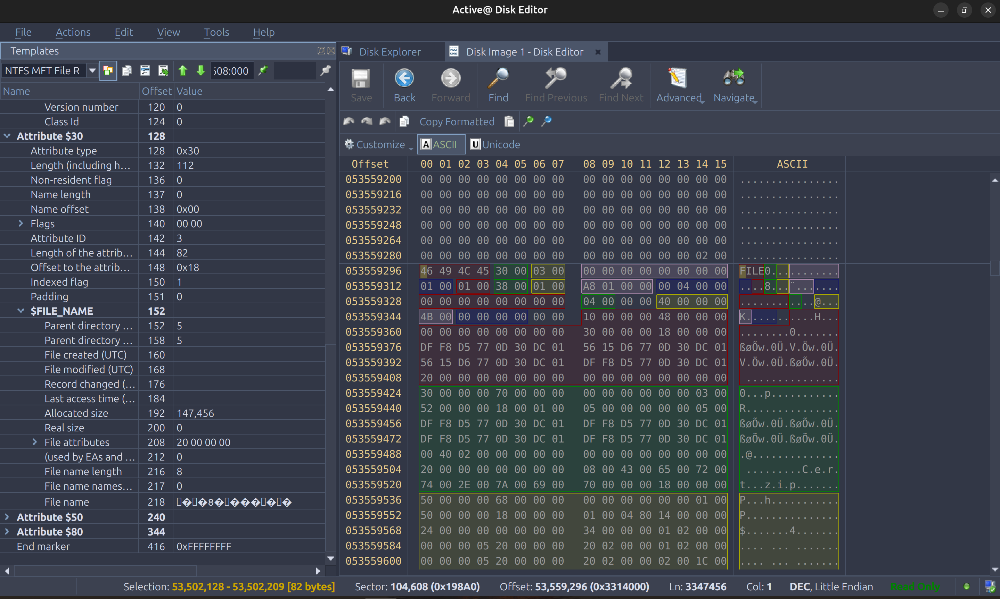 Active@ Disk Editor
File Actions Edit View Tools Help
Templates
NTFS MFT File R 508:000
Name Offset Value
Version number 120 0
Class Id 124 0
Attribute $30 128
Attribute type 128 0x30
Length (including h... 132 112
Non-resident flag 136 0
Name length 137 0
Name offset 138 0x00
Flags 140 00 00
Attribute ID 142 3
Length of the attrib... 144 82
Offset to the attrib... 148 0x18
Indexed flag 150 1
Padding 151 0
$FILE_NAME 152
Parent directory ... 152 5
Parent directory ... 158 5
File created (UTC) 160
File modified (UTC) 168
Record changed (... 176
Last access time (... 184
Allocated size 192 147,456
Real size 200 0
File attributes 208 20 00 00 00
(used by EAs and ... 212 0
File name length 216 8
File name names... 217 0
File name 218
Attribute $50 240
Attribute $80 344
End marker 416 0xFFFFFFFF
Disk Explorer Disk Image 1 - Disk Editor
Save Back Forward Find Find Previous Find Next Advanced Navigate
Copy Formatted
Customize A ASCII U Unicode
Offset 00 01 02 03 04 05 06 07 08 09 10 11 12 13 14 15 ASCII
053559200 00 00 00 00 00 00 00 00 00 00 00 00 00 00 00 00 ................
053559216 00 00 00 00 00 00 00 00 00 00 00 00 00 00 00 00 ................
053559232 00 00 00 00 00 00 00 00 00 00 00 00 00 00 00 00 ................
053559248 00 00 00 00 00 00 00 00 00 00 00 00 00 00 00 00 ................
053559264 00 00 00 00 00 00 00 00 00 00 00 00 00 00 00 00 ................
053559280 00 00 00 00 00 00 00 00 00 00 00 00 00 00 02 00 ................
053559296 46 49 4C 45 30 00 03 00 00 00 00 00 00 00 00 00 FILE0...........
053559312 01 00 01 00 38 00 01 00 A8 01 00 00 00 04 00 00 ....8...¨.......
053559328 00 00 00 00 00 00 00 00 04 00 00 00 40 00 00 00 ............@...
053559344 4B 00 00 00 00 00 00 00 10 00 00 00 48 00 00 00 K...........H...
053559360 00 00 00 00 00 00 00 00 30 00 00 00 18 00 00 00 ........0.......
053559376 DF F8 D5 77 0D 30 DC 01 56 15 D6 77 0D 30 DC 01 ßøÕw.0Ü.V.Öw.0Ü.
053559392 56 15 D6 77 0D 30 DC 01 DF F8 D5 77 0D 30 DC 01 V.Öw.0Ü.ßøÕw.0Ü.
053559408 20 00 00 00 00 00 00 00 00 00 00 00 00 00 00 00  ...............
053559424 30 00 00 00 70 00 00 00 00 00 00 00 00 00 03 00 0...p...........
053559440 52 00 00 00 18 00 01 00 05 00 00 00 00 00 05 00 R...............
053559456 DF F8 D5 77 0D 30 DC 01 DF F8 D5 77 0D 30 DC 01 ßøÕw.0Ü.ßøÕw.0Ü.
053559472 DF F8 D5 77 0D 30 DC 01 DF F8 D5 77 0D 30 DC 01 ßøÕw.0Ü.ßøÕw.0Ü.
053559488 00 40 02 00 00 00 00 00 00 00 00 00 00 00 00 00 .@..............
053559504 20 00 00 00 00 00 00 00 08 00 43 00 65 00 72 00  .........C.e.r.
053559520 74 00 2E 00 7A 00 69 00 70 00 00 00 18 00 00 00 t...z.i.p.......
053559536 50 00 00 00 68 00 00 00 00 00 00 00 00 00 01 00 P...h...........
053559552 50 00 00 00 18 00 00 00 01 00 04 80 14 00 00 00 P...............
053559568 24 00 00 00 00 00 00 00 34 00 00 00 01 02 00 00 $.......4.......
053559584 00 00 00 05 20 00 00 00 20 02 00 00 01 02 00 00 .... ... .......
053559600 00 00 00 05 20 00 00 00 20 02 00 00 02 00 1C 00 .... ... .......
Selection: 53,502,128 - 53,502,209 [82 bytes] Sector: 104,608 (0x198A0) Offset: 53,559,296 (0x3314000) Ln: 3347456 Col: 1 DEC, Little Endian Read Only